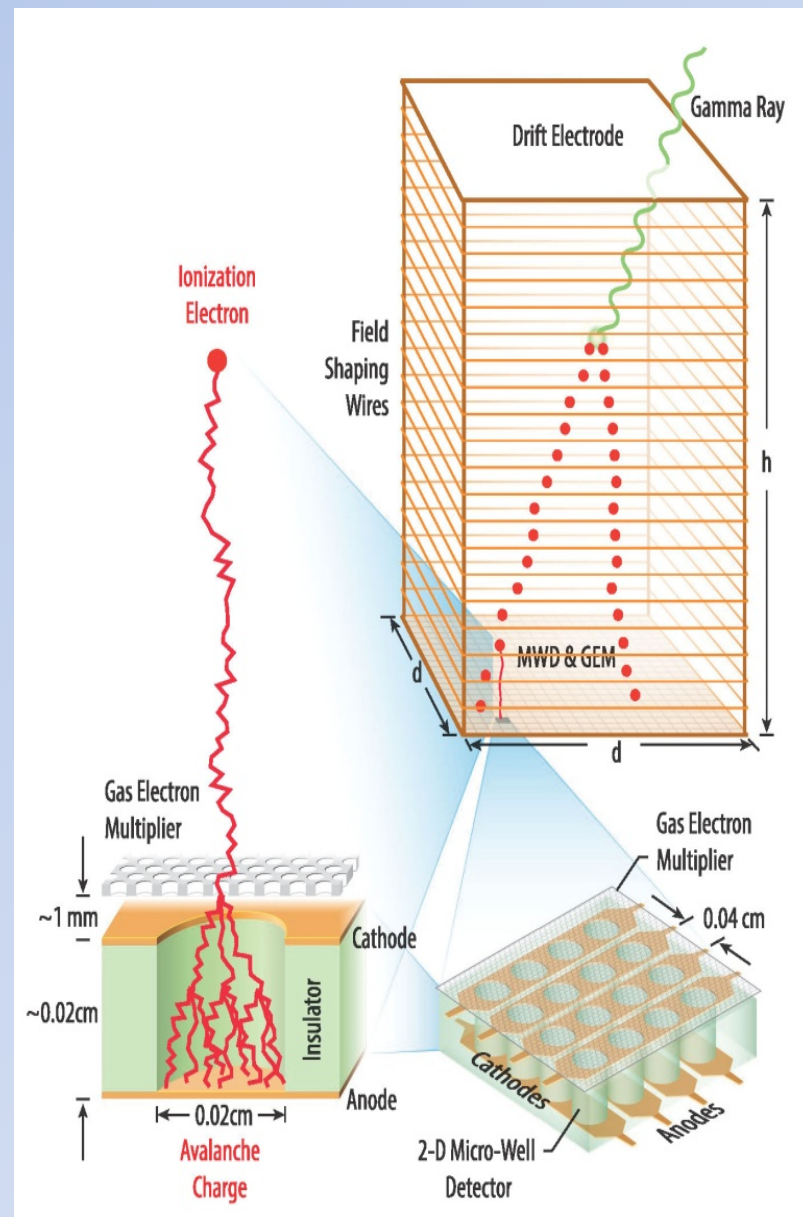 Gamma Ray
Drift Electrode
Ionization
Electron
Field
Shaping
Wires
h
MWD & GEM
d
d
Gas Electron
Multiplier
Gas Electron
Multiplier
0.04 cm
~1 mm
Cathode
~0.02cm
Insulator
Cathodes
Anodes
Anode
0.02cm
Avalanche
Charge
2-D Micro-Well
Detector